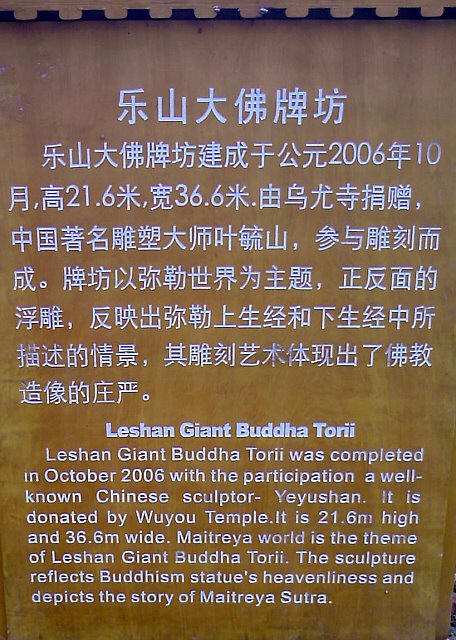 乐山大佛牌坊
乐山大佛牌坊建成于公元2006年10
月,高21.6米,宽36.6米.由乌尤寺捐赠，
中国著名雕塑大师叶毓山，参与雕刻而
成。牌坊以弥勒世界为主题，正反面的
浮雕，反映出弥勒上生经和下生经中所
描述的情景，其雕刻艺术体现出了佛教
造像的庄严。
Leshan Giant Buddha Torii
Leshan Giant Buddha Torii was completed
in October 2006 with the participation a well-
known Chinese sculptor- Yeyushan. It is
donated by Wuyou Temple.It is 21.6m high
and 36.6m wide. Maitreya world is the theme
of Leshan Giant Buddha Torii. The sculpture
reflects Buddhism statue's heavenliness and
depicts the story of Maitreya Sutra.